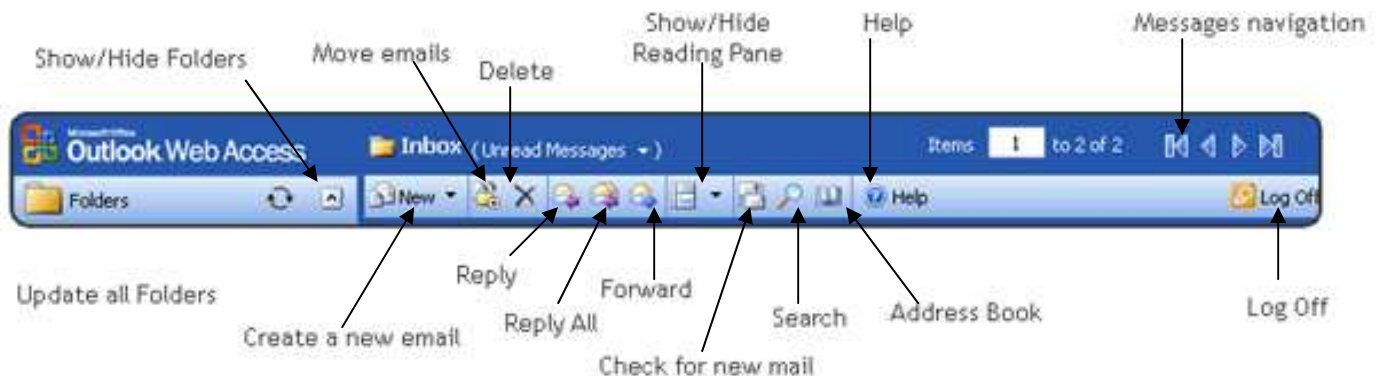 Show/Hide
Reading Pane
Help
Messages navigation
Show/Hide Folders
Move emails
Delete
Microsoft Office
Outlook Web Access
Inbox (Unread Messages )
Items 1 to 2 of 2
Folders
New
Help
Log Off
Update all Folders
Create a new email
Reply
Reply All
Forward
Check for new mail
Search
Address Book
Log Off